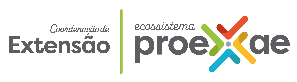 Coordenação de
Extensão
ecossistema
proexae